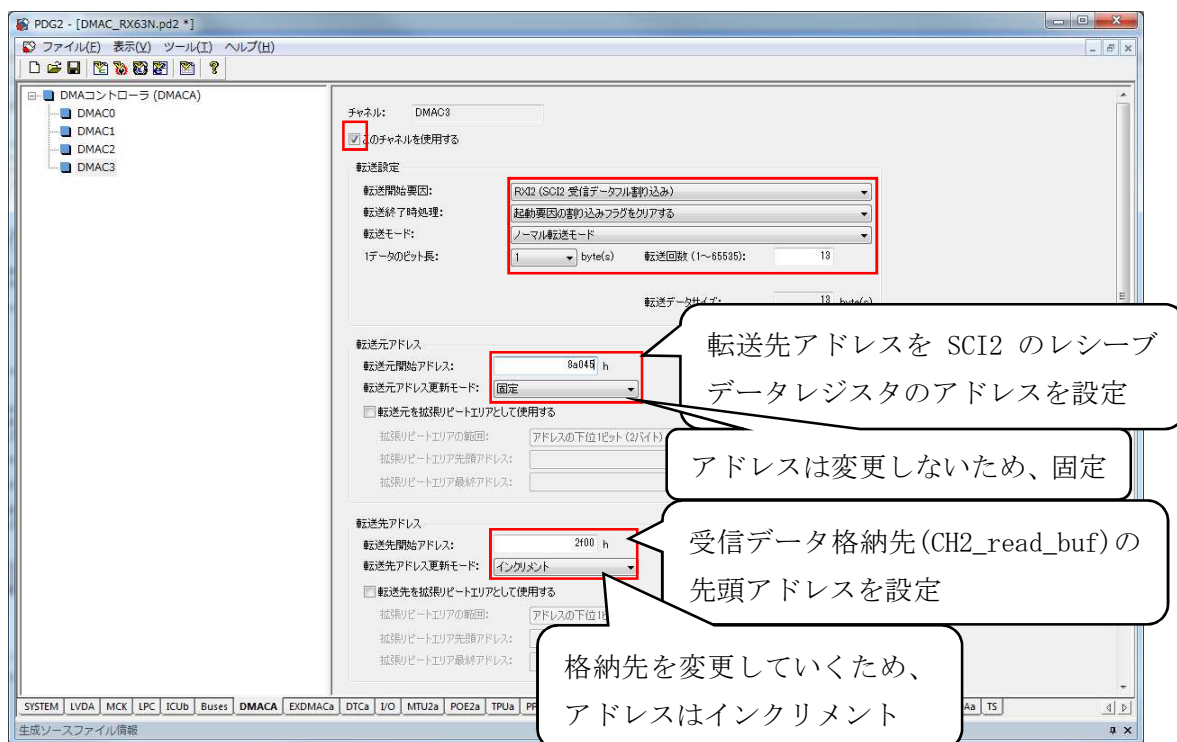 PDG2 - [DMAC_RX63N.pd2 *]
ファイル(F) 表示(V) ツール(T) ヘルプ(H)
DMAコントローラ (DMACA)
DMAC0
DMAC1
DMAC2
DMAC3
チャネル: DMAC3
このチャネルを使用する
転送設定
転送開始要因: RXI2 (SCI2 受信データフル割り込み)
転送終了時処理: 起動要因の割り込みフラグをクリアする
転送モード: ノーマル転送モード
1データのビット長: 1 byte(s) 転送回数 (1~65535): 13
転送データサイズ: 13 byte(s)
転送元アドレス
転送元開始アドレス: 8a045 h
転送元アドレス更新モード: 固定
転送元を拡張リピートエリアとして使用する
拡張リピートエリアの範囲: アドレスの下位1ビット (2バイト)
拡張リピートエリア先頭アドレス:
拡張リピートエリア最終アドレス:
転送先アドレスを SCI2 のレシーブ
データレジスタのアドレスを設定
アドレスは変更しないため、固定
転送先アドレス
転送先開始アドレス: 2f00 h
転送先アドレス更新モード: インクリメント
転送先を拡張リピートエリアとして使用する
拡張リピートエリアの範囲: アドレスの下位1
拡張リピートエリア先頭アドレス:
拡張リピートエリア最終アドレス:
受信データ格納先(CH2_read_buf)の
先頭アドレスを設定
格納先を変更していくため、
アドレスはインクリメント
SYSTEM LVDA MCK LPC ICUb Buses DMACA EXDMACa DTCa I/O MTU2a POE2a TPUa TS
生成ソースファイル情報